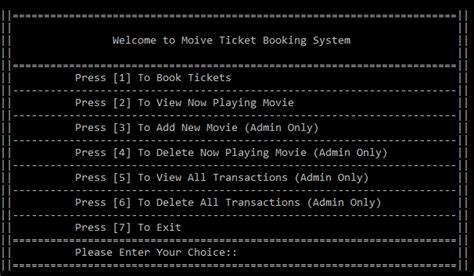 Welcome to Moive Ticket Booking System
Press [1] To Book Tickets
Press [2] To View Now Playing Movie
Press [3] To Add New Movie (Admin Only)
Press [4] To Delete Now Playing Movie (Admin Only)
Press [5] To View All Transactions (Admin Only)
Press [6] To Delete All Transactions (Admin Only)
Press [7] To Exit
Please Enter Your Choice::